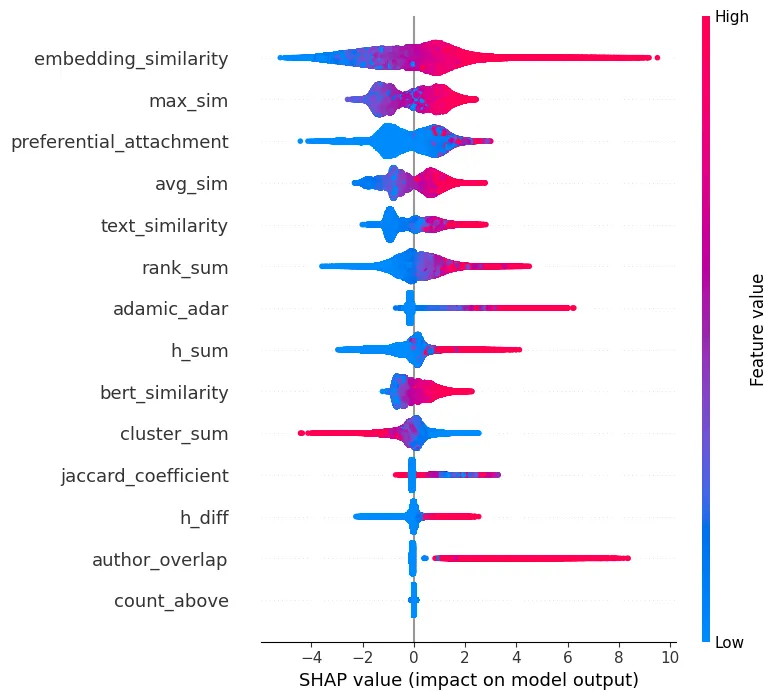 High
embedding_similarity
max_sim
preferential_attachment
avg_sim
text_similarity
rank_sum
adamic_adar
h_sum
bert_similarity
cluster_sum
jaccard_coefficient
h_diff
author_overlap
count_above
Feature value
Low
−4 −2 0 2 4 6 8 10
SHAP value (impact on model output)